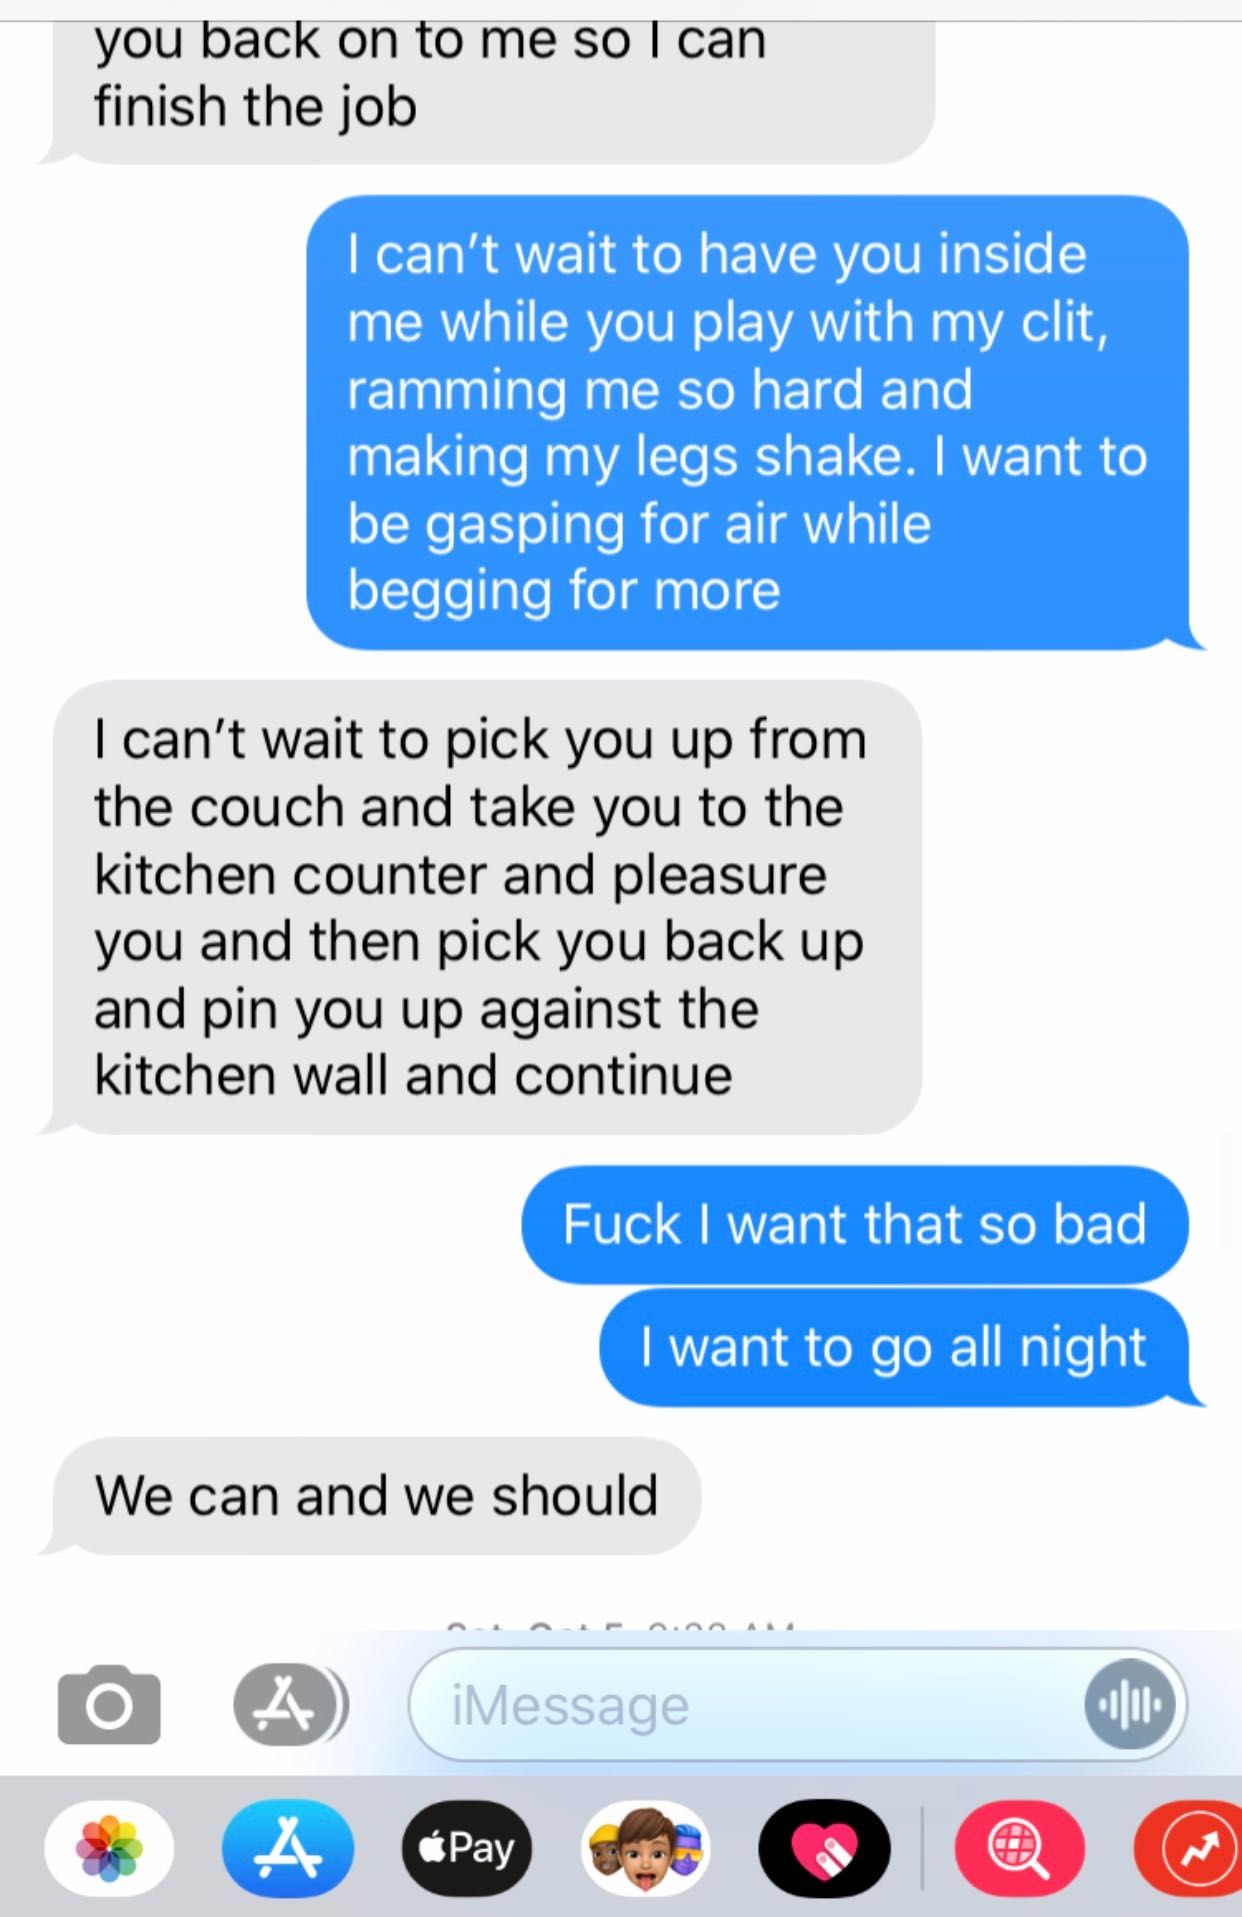 you back on to me so I can
finish the job
I can't wait to have you inside
me while you play with my clit,
ramming me so hard and
making my legs shake. I want to
be gasping for air while
begging for more
I can't wait to pick you up from
the couch and take you to the
kitchen counter and pleasure
you and then pick you back up
and pin you up against the
kitchen wall and continue
Fuck I want that so bad
I want to go all night
We can and we should
Sat, Oct 5,
iMessage
Pay